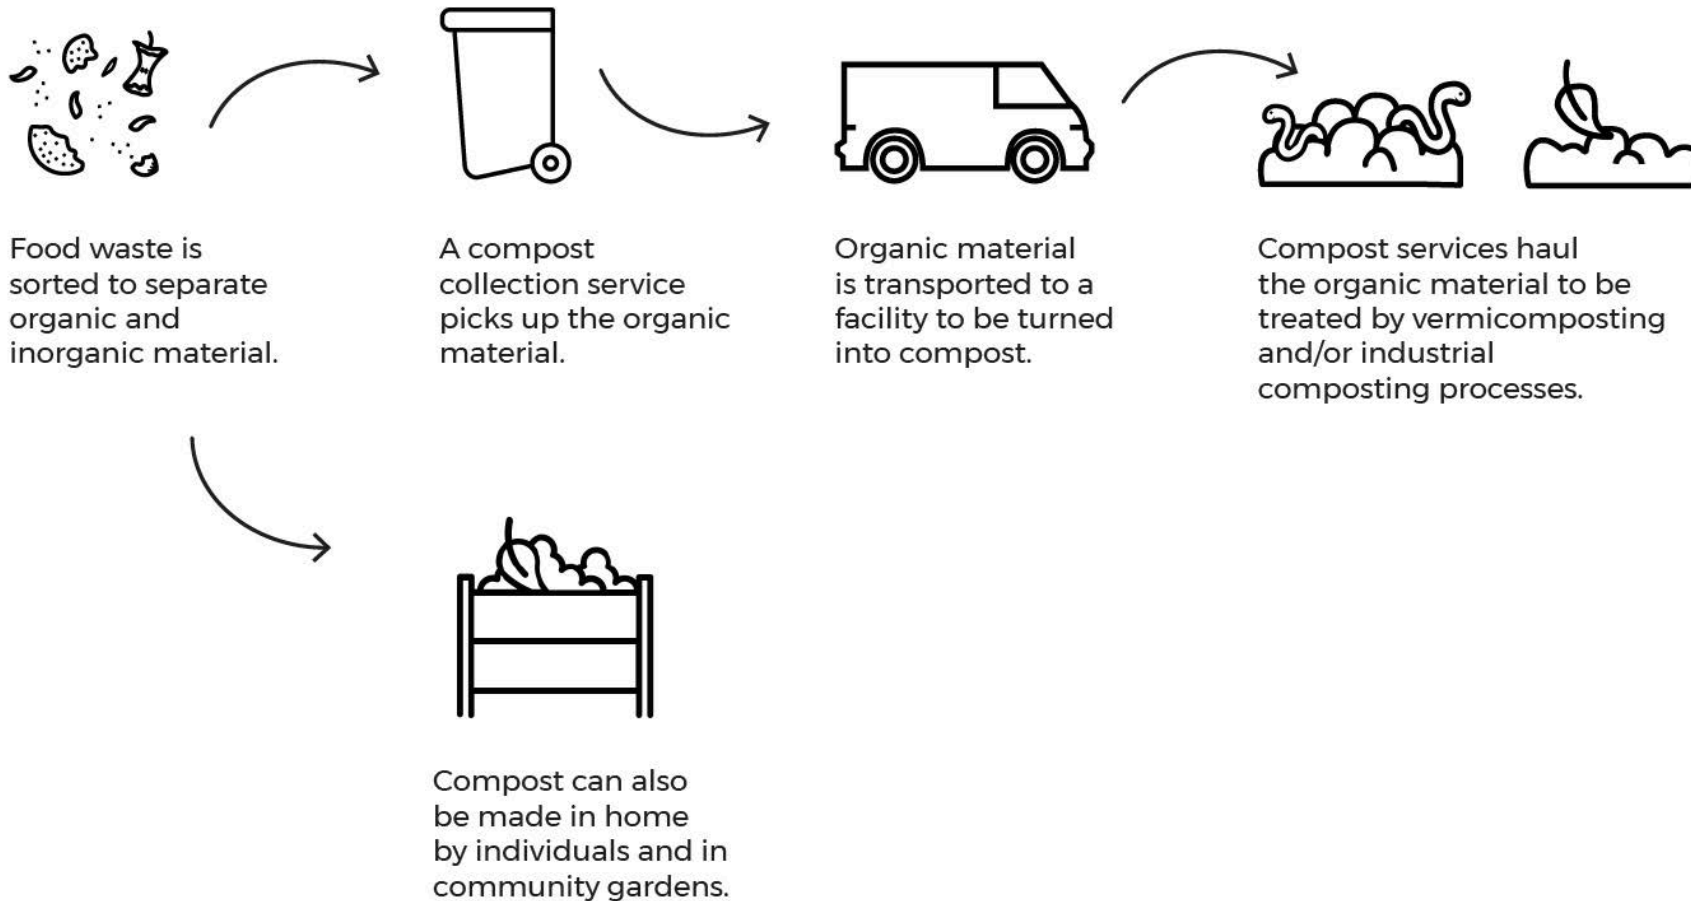 Food waste is
sorted to separate
organic and
inorganic material.
A compost
collection service
picks up the organic
material.
Organic material
is transported to a
facility to be turned
into compost.
Compost services haul
the organic material to be
treated by vermicomposting
and/or industrial
composting processes.
Compost can also
be made in home
by individuals and in
community gardens.